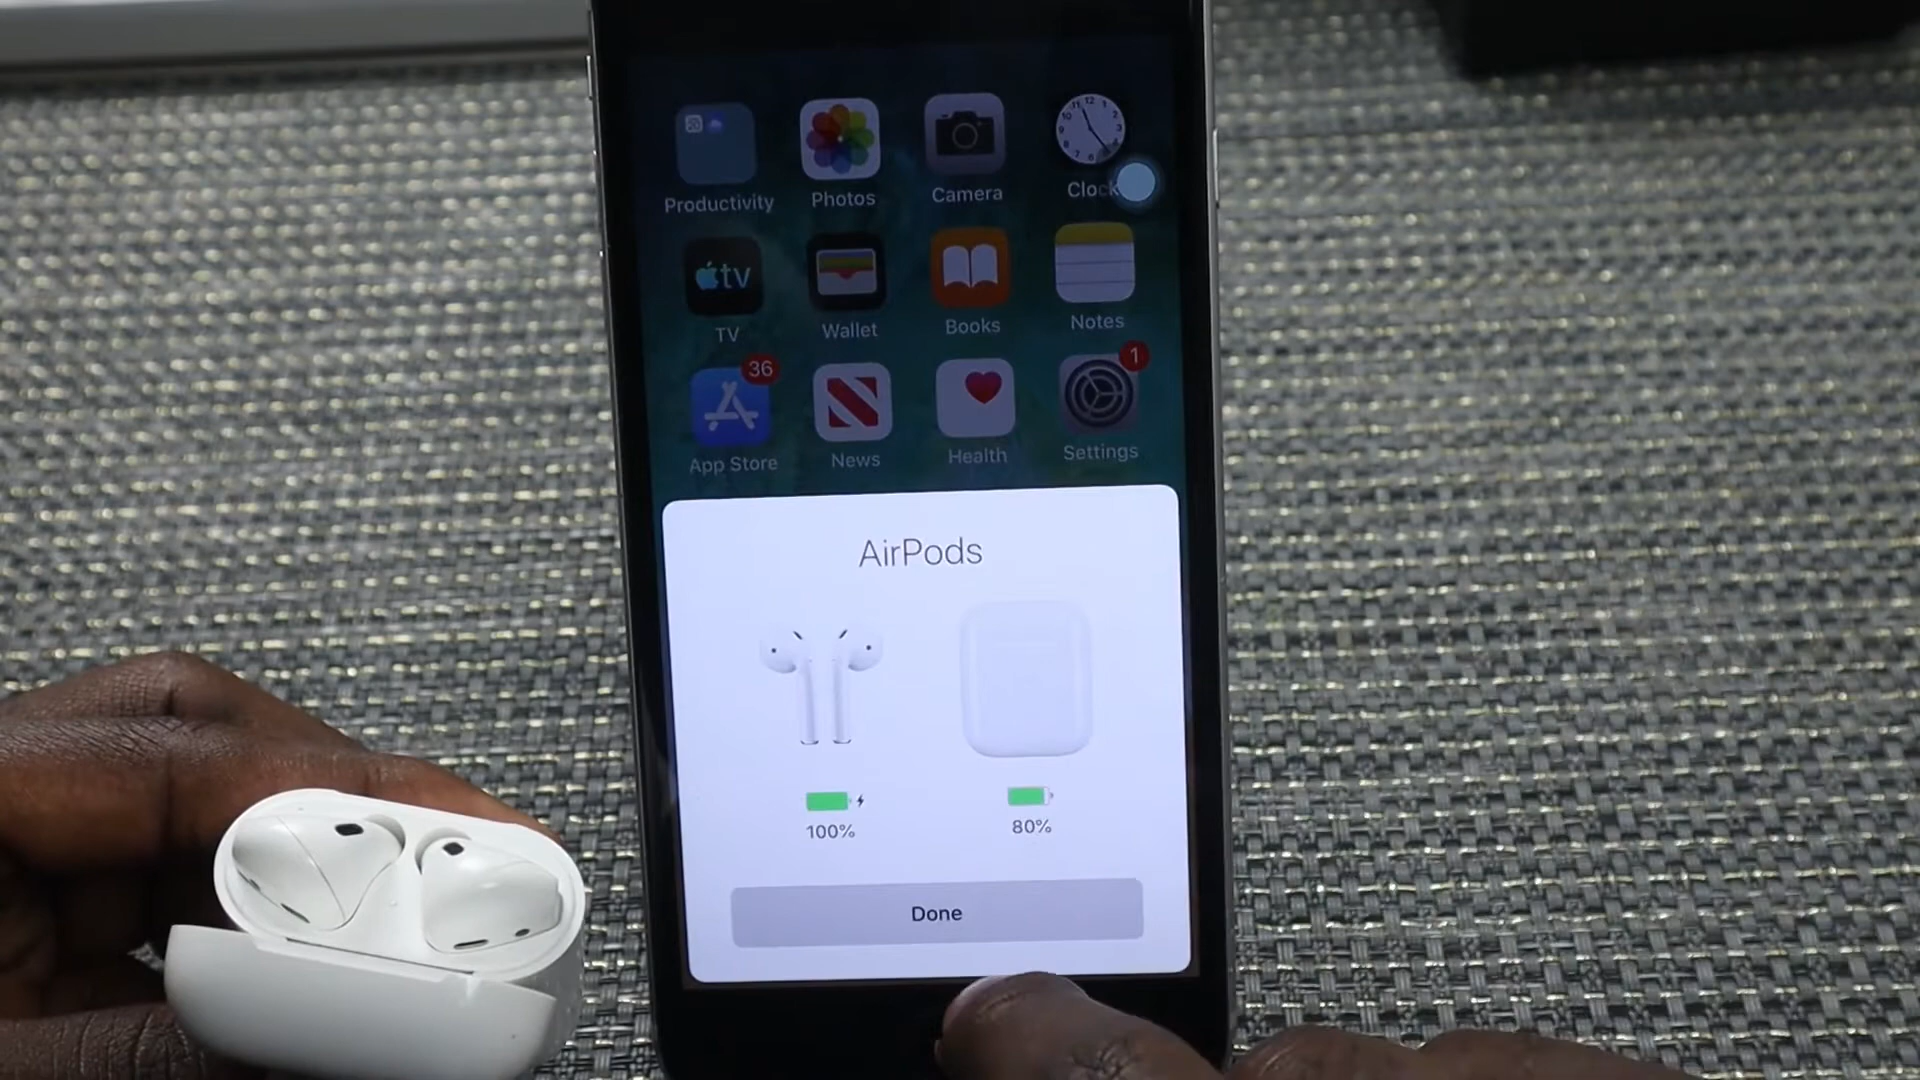 Productivity
Photos
Camera
Clock
tv
TV
Wallet
Books
Notes
36
1
App Store
News
Health
Settings
AirPods
100%
80%
Done